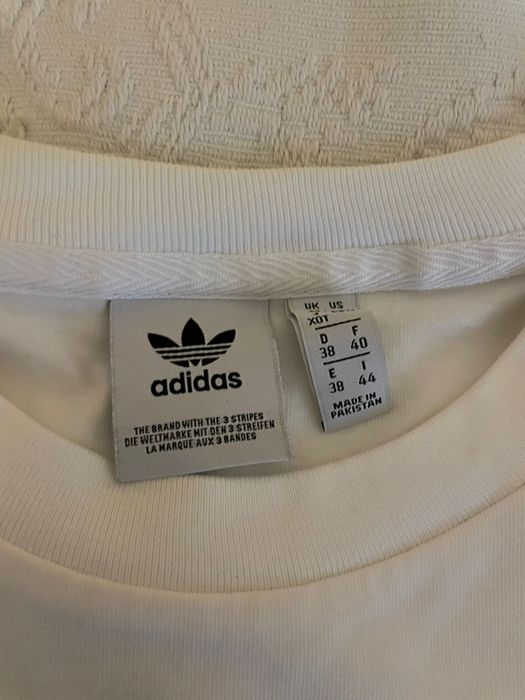 adidas
THE BRAND WITH THE 3 STRIPES
DIE WELTMARKE MIT DEN 3 STREIFEN
LA MARQUE AUX 3 BANDES
UK US
XOT
D F
38 40
E I
38 44
MADE IN
PAKISTAN